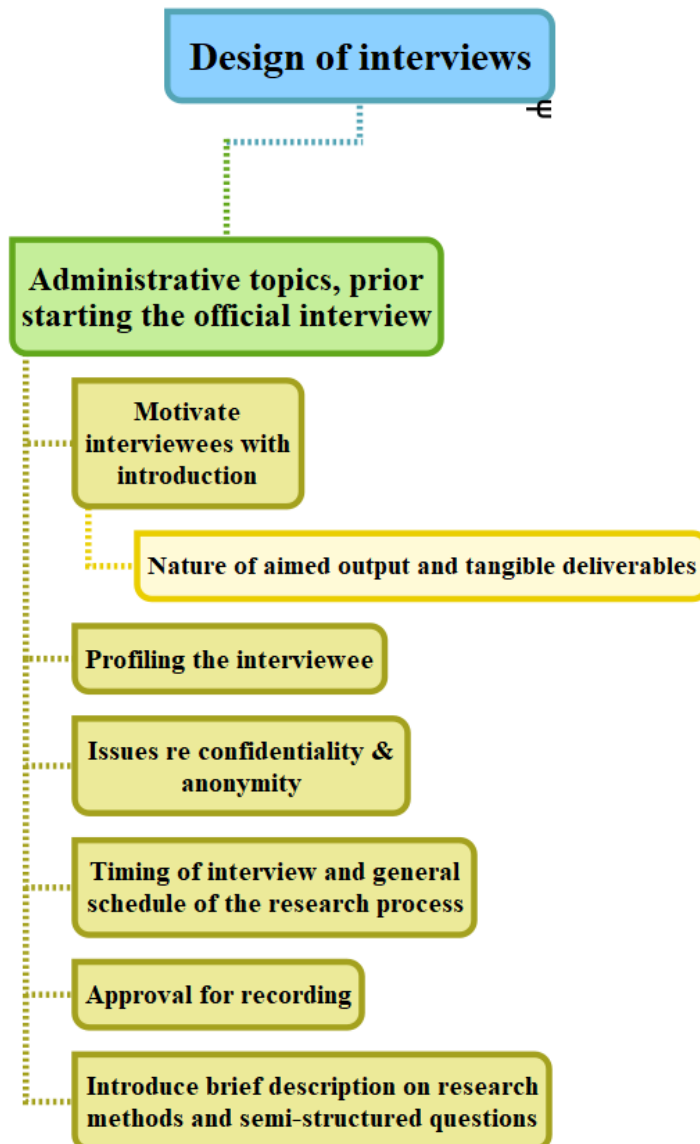 Design of interviews
Administrative topics, prior
starting the official interview
Motivate
interviewees with
introduction
Nature of aimed output and tangible deliverables
Profiling the interviewee
Issues re confidentiality &
anonymity
Timing of interview and general
schedule of the research process
Approval for recording
Introduce brief description on research
methods and semi-structured questions